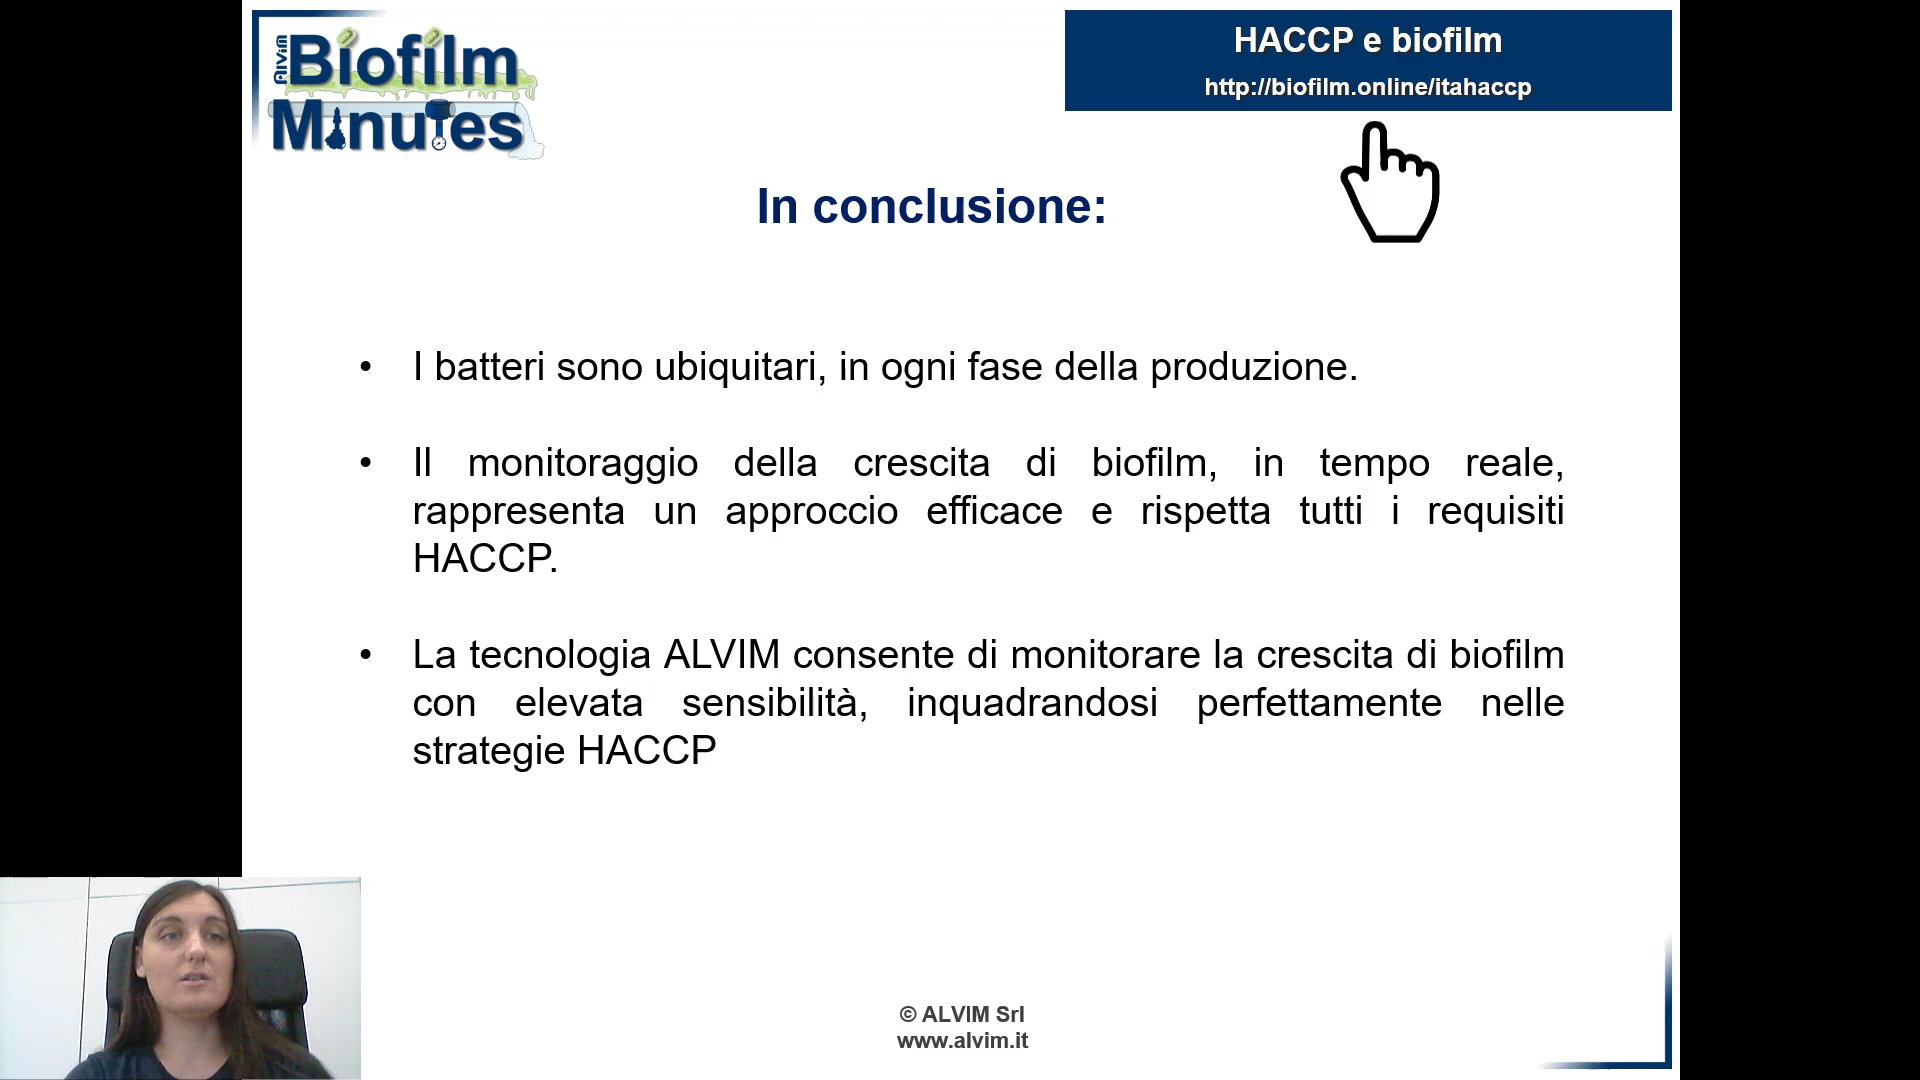 ALVIM Biofilm
Minutes
HACCP e biofilm
http://biofilm.online/itahaccp
In conclusione:
• I batteri sono ubiquitari, in ogni fase della produzione.
• Il monitoraggio della crescita di biofilm, in tempo reale,
rappresenta un approccio efficace e rispetta tutti i requisiti
HACCP.
• La tecnologia ALVIM consente di monitorare la crescita di biofilm
con elevata sensibilità, inquadrandosi perfettamente nelle
strategie HACCP
© ALVIM Srl
www.alvim.it